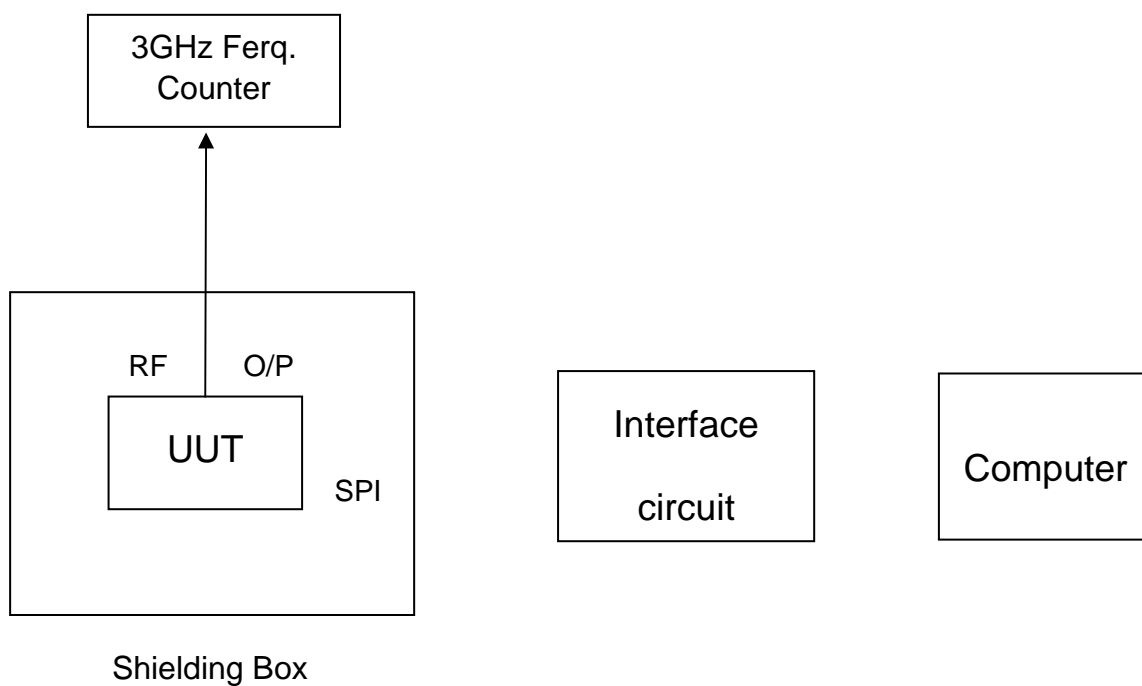 3GHz Ferq.
Counter
RF O/P
UUT
SPI
Interface
circuit
Computer
Shielding Box